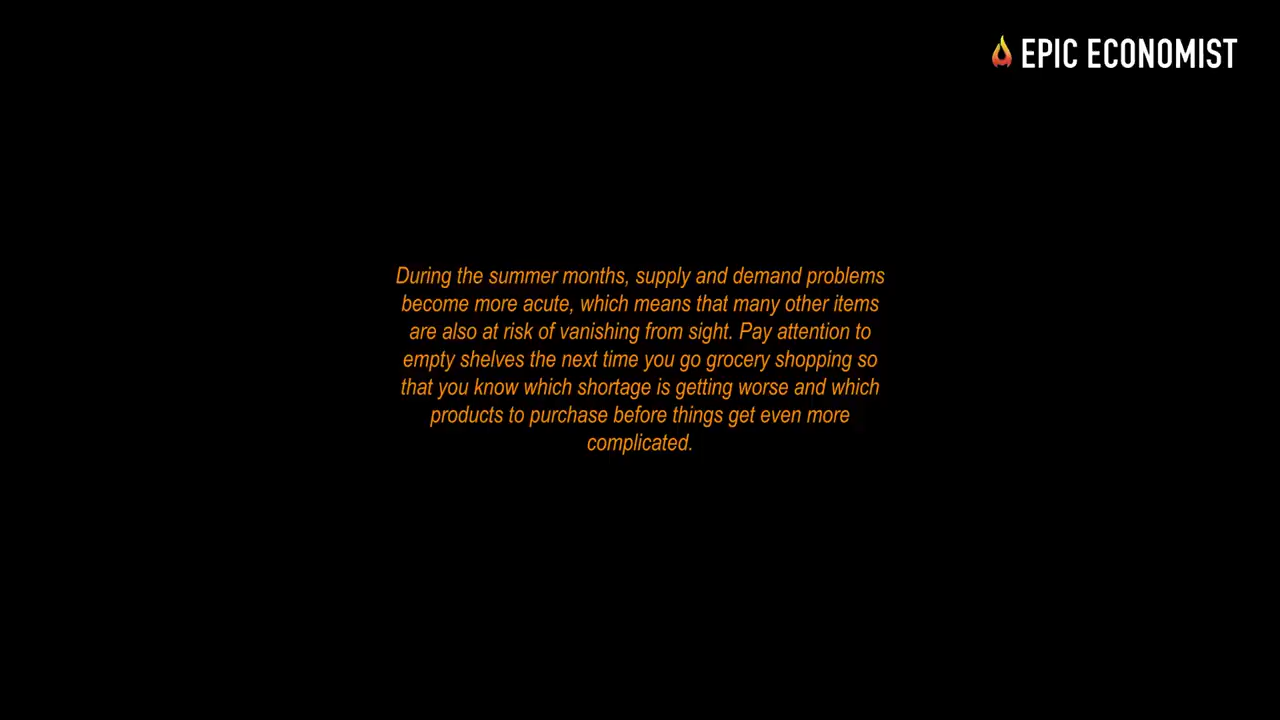 EPIC ECONOMIST
During the summer months, supply and demand problems
become more acute, which means that many other items
are also at risk of vanishing from sight. Pay attention to
empty shelves the next time you go grocery shopping so
that you know which shortage is getting worse and which
products to purchase before things get even more
complicated.